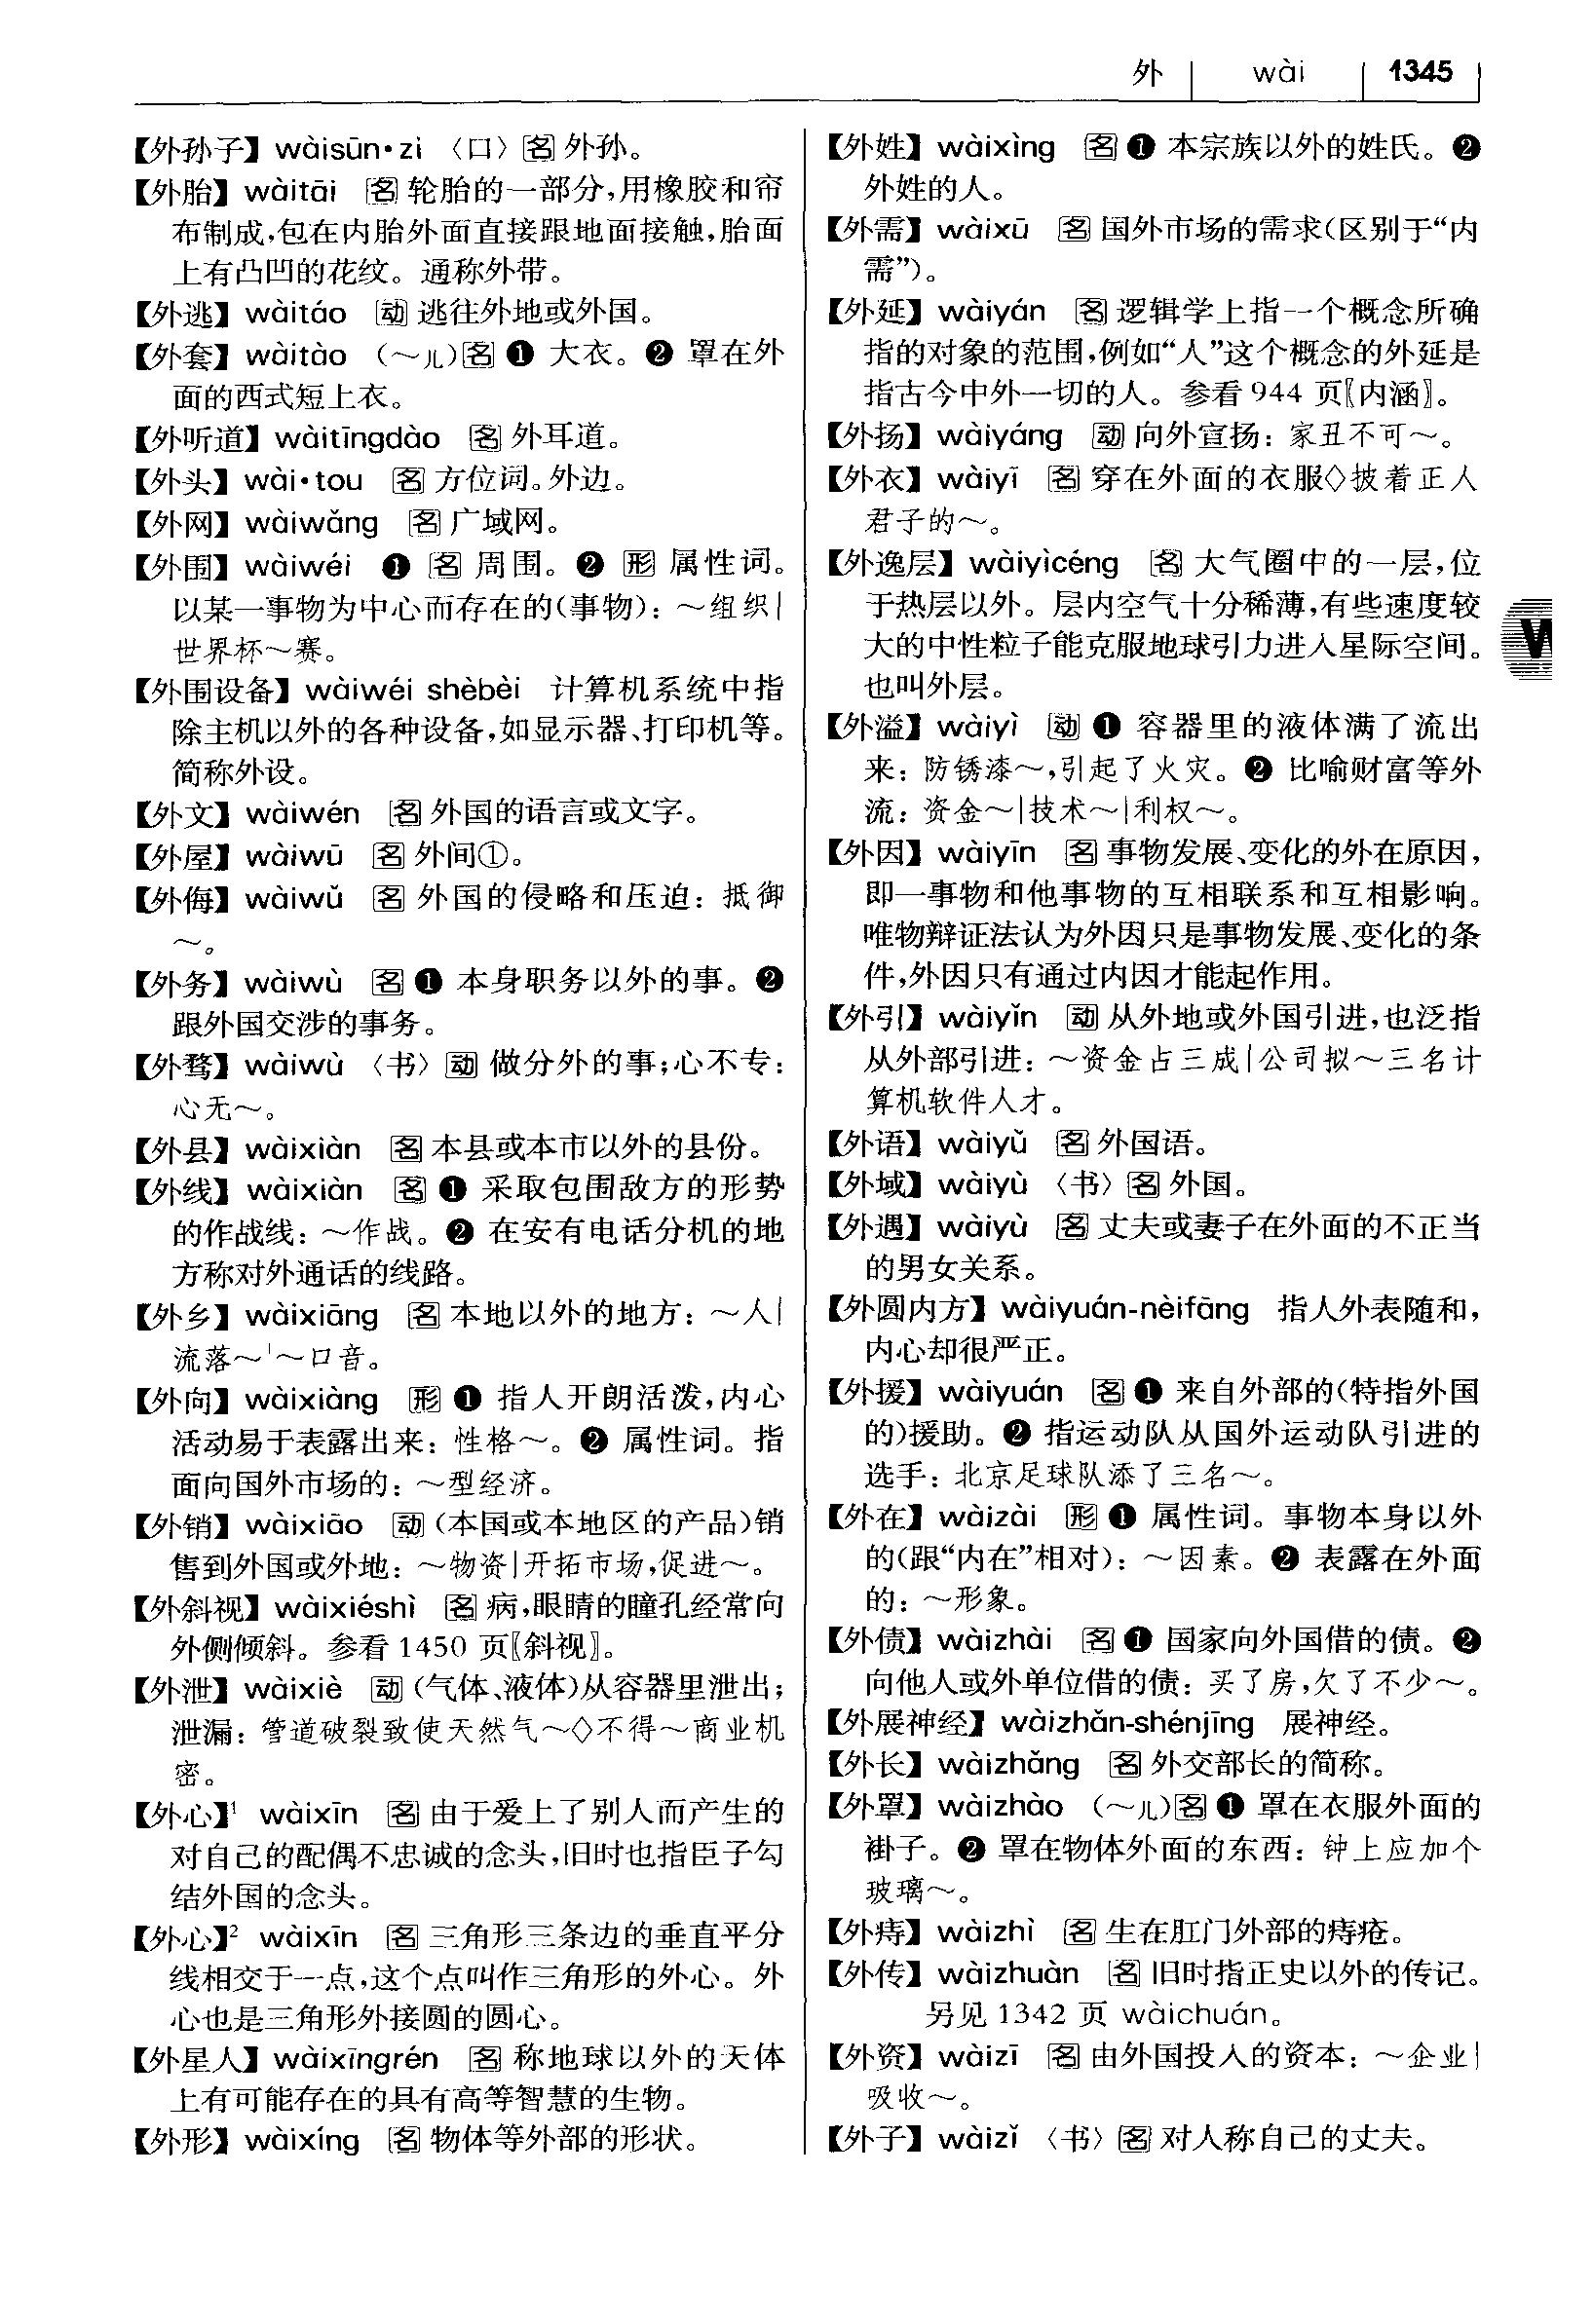 外 | wài | 1345
【外孙子】wàisūn·zi 〈口〉[名]外孙。
【外胎】wàitāi [名]轮胎的一部分,用橡胶和帘
布制成,包在内胎外面直接跟地面接触,胎面
上有凸凹的花纹。通称外带。
【外逃】wàitáo [动]逃往外地或外国。
【外套】wàitào (～儿)[名]❶ 大衣。❷ 罩在外
面的西式短上衣。
【外听道】wàitīngdào [名]外耳道。
【外头】wài·tou [名]方位词。外边。
【外网】wàiwǎng [名]广域网。
【外围】wàiwéi ❶ [名] 周围。❷ [形] 属性词。
以某一事物为中心而存在的(事物):～组织|
世界杯～赛。
【外围设备】wàiwéi shèbèi 计算机系统中指
除主机以外的各种设备,如显示器、打印机等。
简称外设。
【外文】wàiwén [名]外国的语言或文字。
【外屋】wàiwū [名]外间①。
【外侮】wàiwǔ [名]外国的侵略和压迫:抵御
～。
【外务】wàiwù [名]❶ 本身职务以外的事。❷
跟外国交涉的事务。
【外骛】wàiwù 〈书〉[动]做分外的事;心不专:
心无～。
【外县】wàixiàn [名]本县或本市以外的县份。
【外线】wàixiàn [名]❶ 采取包围敌方的形势
的作战线:～作战。❷ 在安有电话分机的地
方称对外通话的线路。
【外乡】wàixiāng [名]本地以外的地方:～人|
流落～|～口音。
【外向】wàixiàng [形]❶ 指人开朗活泼,内心
活动易于表露出来:性格～。❷ 属性词。指
面向国外市场的:～型经济。
【外销】wàixiāo [动](本国或本地区的产品)销
售到外国或外地:～物资|开拓市场,促进～。
【外斜视】wàixiéshì [名]病,眼睛的瞳孔经常向
外侧倾斜。参看1450 页〖斜视〗。
【外泄】wàixiè [动](气体、液体)从容器里泄出;
泄漏:管道破裂致使天然气～◇不得～商业机
密。
【外心】¹ wàixīn [名]由于爱上了别人而产生的
对自己的配偶不忠诚的念头,旧时也指臣子勾
结外国的念头。
【外心】² wàixīn [名]三角形三条边的垂直平分
线相交于一点,这个点叫作三角形的外心。外
心也是三角形外接圆的圆心。
【外星人】wàixīngrén [名]称地球以外的天体
上有可能存在的具有高等智慧的生物。
【外形】wàixíng [名]物体等外部的形状。
【外姓】wàixìng [名]❶ 本宗族以外的姓氏。❷
外姓的人。
【外需】wàixū [名]国外市场的需求(区别于“内
需”)。
【外延】wàiyán [名]逻辑学上指一个概念所确
指的对象的范围,例如“人”这个概念的外延是
指古今中外一切的人。参看944 页〖内涵〗。
【外扬】wàiyáng [动]向外宣扬:家丑不可～。
【外衣】wàiyī [名]穿在外面的衣服◇披着正人
君子的～。
【外逸层】wàiyìcéng [名]大气圈中的一层,位
于热层以外。层内空气十分稀薄,有些速度较
大的中性粒子能克服地球引力进入星际空间。
也叫外层。
【外溢】wàiyì [动]❶ 容器里的液体满了流出
来:防锈漆～,引起了火灾。❷ 比喻财富等外
流:资金～|技术～|利权～。
【外因】wàiyīn [名]事物发展、变化的外在原因,
即一事物和他事物的互相联系和互相影响。
唯物辩证法认为外因只是事物发展、变化的条
件,外因只有通过内因才能起作用。
【外引】wàiyǐn [动]从外地或外国引进,也泛指
从外部引进:～资金占三成|公司拟～三名计
算机软件人才。
【外语】wàiyǔ [名]外国语。
【外域】wàiyù 〈书〉[名]外国。
【外遇】wàiyù [名]丈夫或妻子在外面的不正当
的男女关系。
【外圆内方】wàiyuán-nèifāng 指人外表随和,
内心却很严正。
【外援】wàiyuán [名]❶ 来自外部的(特指外国
的)援助。❷ 指运动队从国外运动队引进的
选手:北京足球队添了三名～。
【外在】wàizài [形]❶ 属性词。事物本身以外
的(跟“内在”相对):～因素。❷ 表露在外面
的:～形象。
【外债】wàizhài [名]❶ 国家向外国借的债。❷
向他人或外单位借的债:买了房,欠了不少～。
【外展神经】wàizhǎn-shénjīng 展神经。
【外长】wàizhǎng [名]外交部长的简称。
【外罩】wàizhào (～儿)[名]❶ 罩在衣服外面的
褂子。❷ 罩在物体外面的东西:钟上应加个
玻璃～。
【外痔】wàizhì [名]生在肛门外部的痔疮。
【外传】wàizhuàn [名]旧时指正史以外的传记。
另见1342 页 wàichuán。
【外资】wàizī [名]由外国投入的资本:～企业|
吸收～。
【外子】wàizǐ 〈书〉[名]对人称自己的丈夫。
W